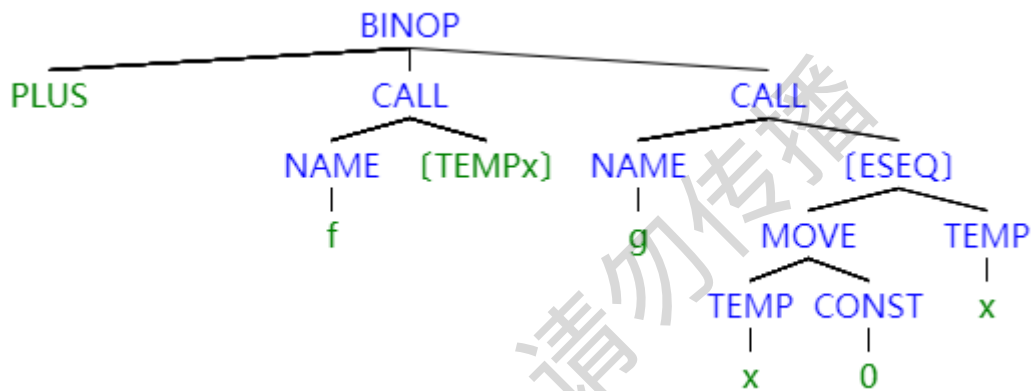 BINOP
PLUS CALL CALL
NAME [TEMPx] NAME [ESEQ]
f g MOVE TEMP
TEMP CONST x
x 0
请勿传播